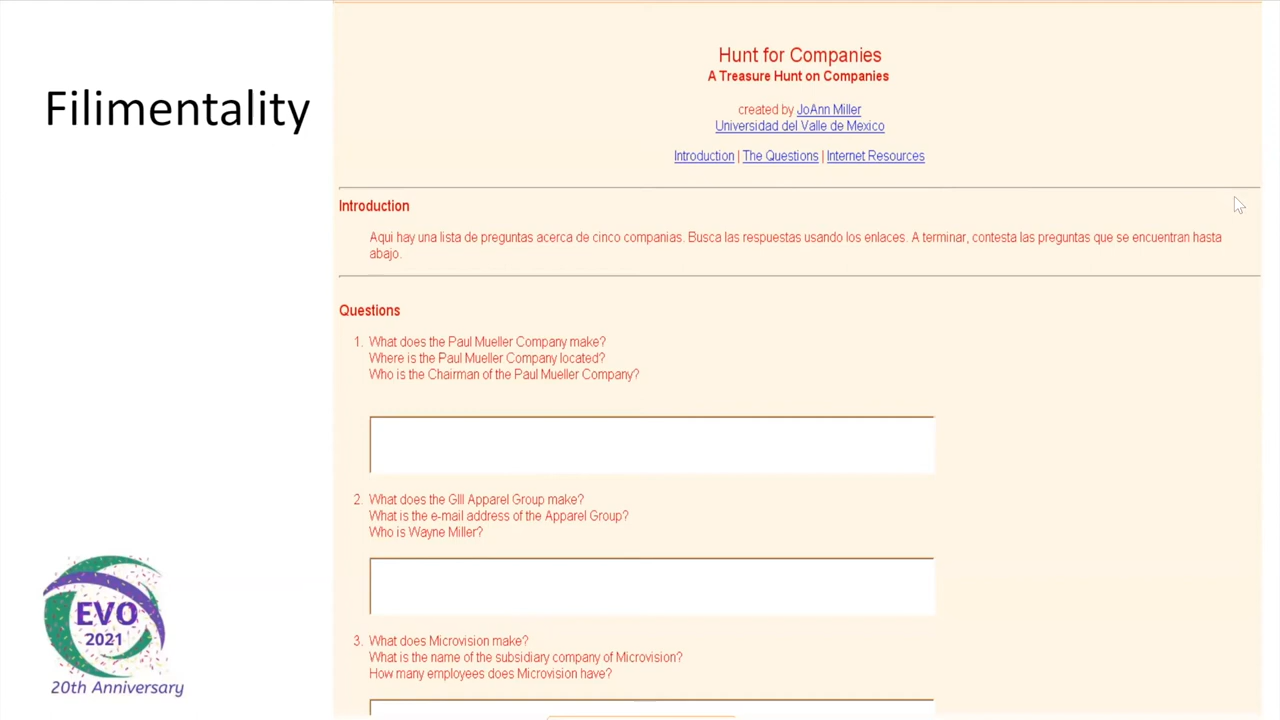 Filimentality
Hunt for Companies
A Treasure Hunt on Companies
created by JoAnn Miller
Universidad del Valle de Mexico
Introduction | The Questions | Internet Resources
Introduction
Aqui hay una lista de preguntas acerca de cinco companias. Busca las respuestas usando los enlaces. A terminar, contesta las preguntas que se encuentran hasta
abajo.
Questions
1. What does the Paul Mueller Company make?
Where is the Paul Mueller Company located?
Who is the Chairman of the Paul Mueller Company?
2. What does the GIII Apparel Group make?
What is the e-mail address of the Apparel Group?
Who is Wayne Miller?
3. What does Microvision make?
What is the name of the subsidiary company of Microvision?
How many employees does Microvision have?
EVO
2021
20th Anniversary